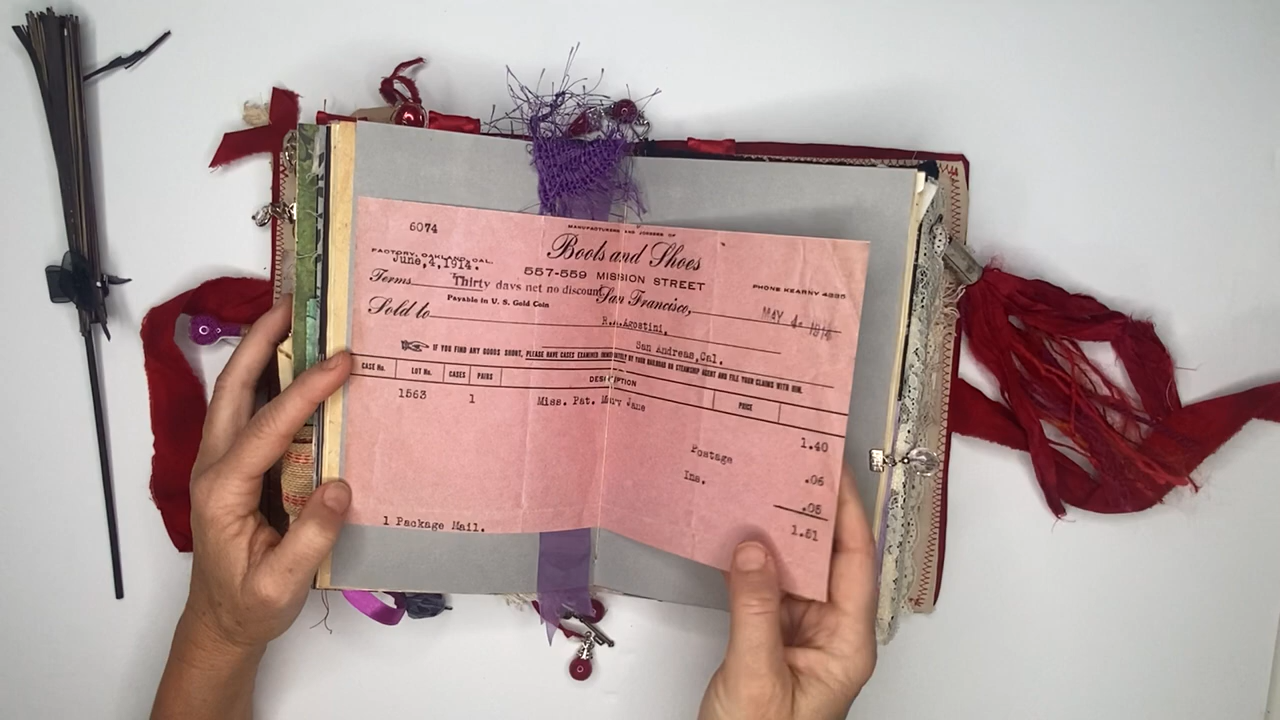 6074
MANUFACTURERS AND JOBBERS OF
Boots and Shoes
FACTORY, OAKLAND, CAL.
June,4,1914.
557-559 MISSION STREET
PHONE KEARNY 4885
Terms Thirty days net no discount
San Francisco, MAY 4- 1914
Payable in U. S. Gold Coin
Sold to R. Agostini,
San Andreas,Cal.
IF YOU FIND ANY GOODS SHORT, PLEASE HAVE CASES EXAMINED IMMEDIATELY BY YOUR RAILROAD OR STEAMSHIP AGENT AND FILE YOUR CLAIMS WITH HIM.
CASE No. LOT No. CASES PAIRS DESCRIPTION PRICE
1563 1 Miss. Pat. Mary Jane 1.40
Postage .06
Ins. .05
1.51
1 Package Mail.